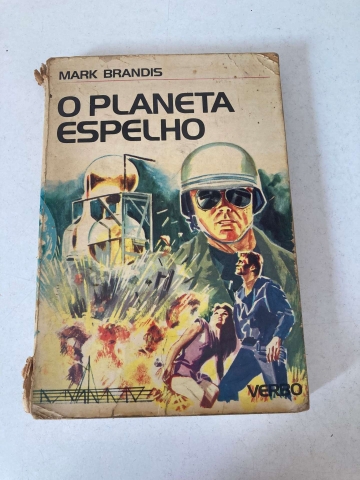 MARK BRANDIS
O PLANETA
ESPELHO
VERBO